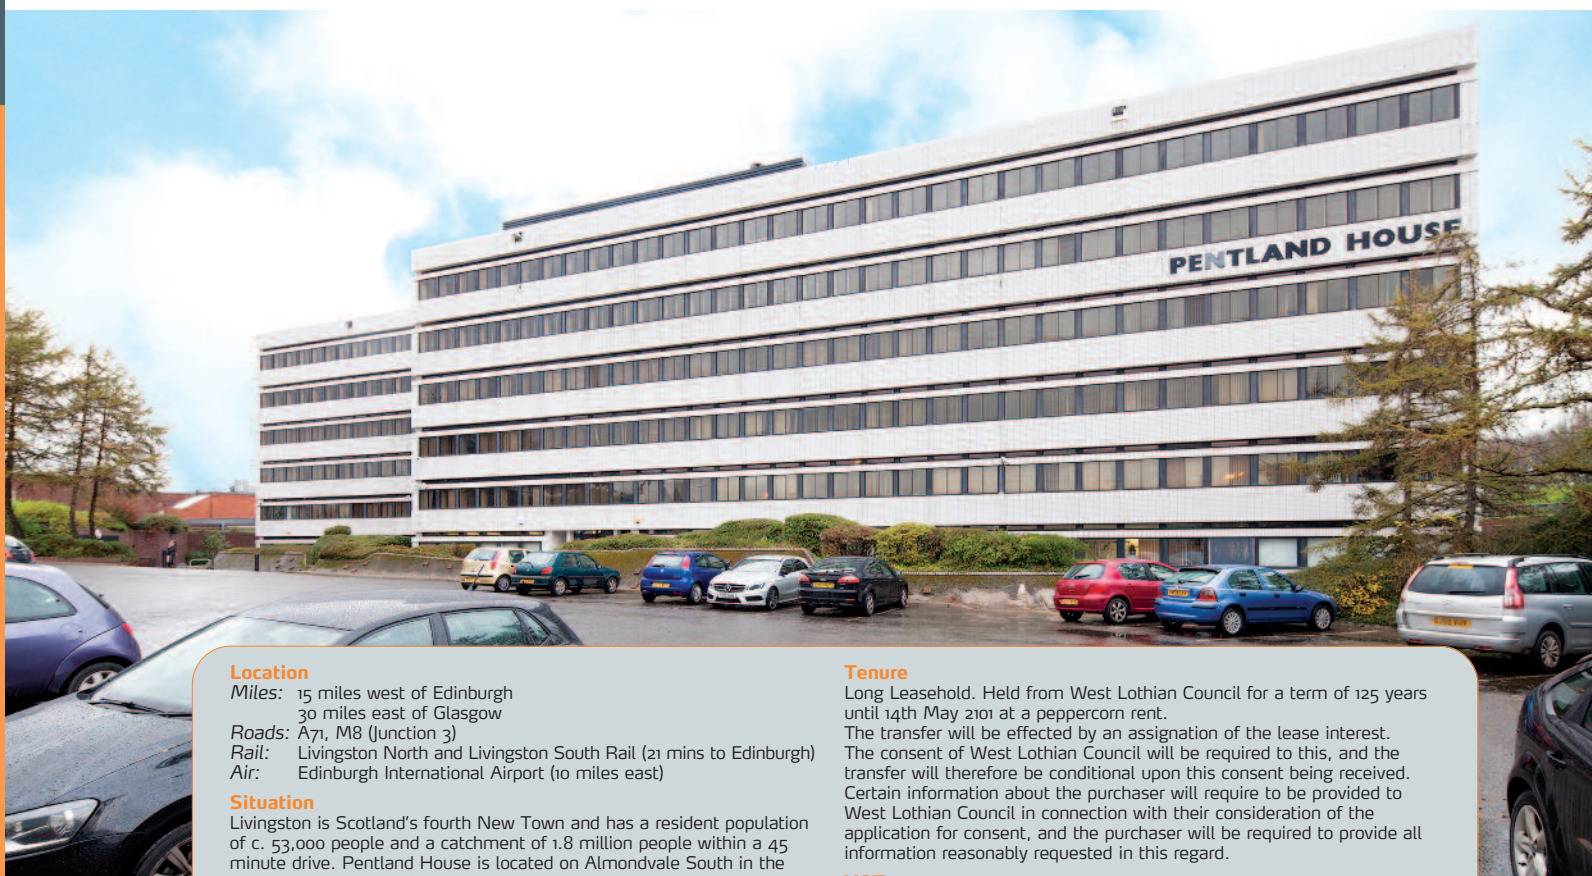 PENTLAND HOUSE
Location
Miles: 15 miles west of Edinburgh
30 miles east of Glasgow
Roads: A71, M8 (Junction 3)
Rail: Livingston North and Livingston South Rail (21 mins to Edinburgh)
Air: Edinburgh International Airport (10 miles east)
Situation
Livingston is Scotland's fourth New Town and has a resident population
of c. 53,000 people and a catchment of 1.8 million people within a 45
minute drive. Pentland House is located on Almondvale South in the
Tenure
Long Leasehold. Held from West Lothian Council for a term of 125 years
until 14th May 2101 at a peppercorn rent.
The transfer will be effected by an assignation of the lease interest.
The consent of West Lothian Council will be required to this, and the
transfer will therefore be conditional upon this consent being received.
Certain information about the purchaser will require to be provided to
West Lothian Council in connection with their consideration of the
application for consent, and the purchaser will be required to provide all
information reasonably requested in this regard.